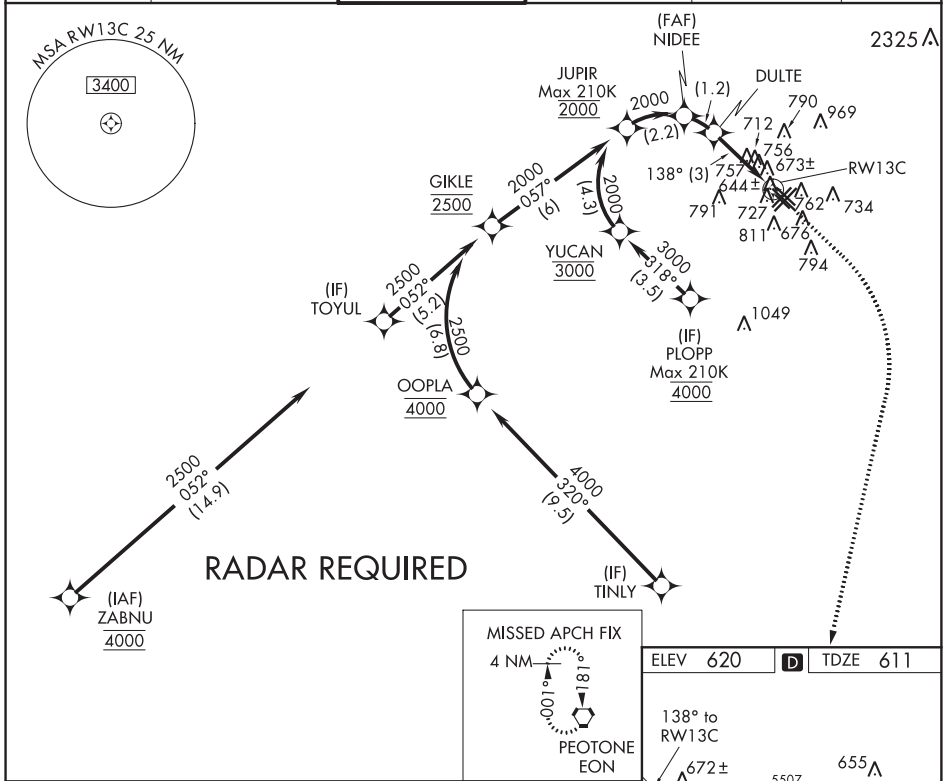 MSA RW13C 25 NM
3400
(FAF)
NIDEE
2325
JUPIR
Max 210K
2000
2000
(2.2)
(1.2)
DULTE
790
969
712
756
757
673±
138° (3)
644±
RW13C
791
727
762
734
811
676
794
GIKLE
2500
2000
057°
(6)
2000
(4.3)
YUCAN
3000
3000
318°
(3.5)
(IF)
TOYUL
2500
052°
(5.2)
2500
(6.8)
1049
(IF)
PLOPP
Max 210K
4000
OOPLA
4000
2500
052°
(14.9)
4000
320°
(9.5)
RADAR REQUIRED
(IAF)
ZABNU
4000
(IF)
TINLY
MISSED APCH FIX
4 NM
001°
181°
PEOTONE
EON
ELEV 620
D
TDZE 611
138° to
RW13C
672±
5507
655